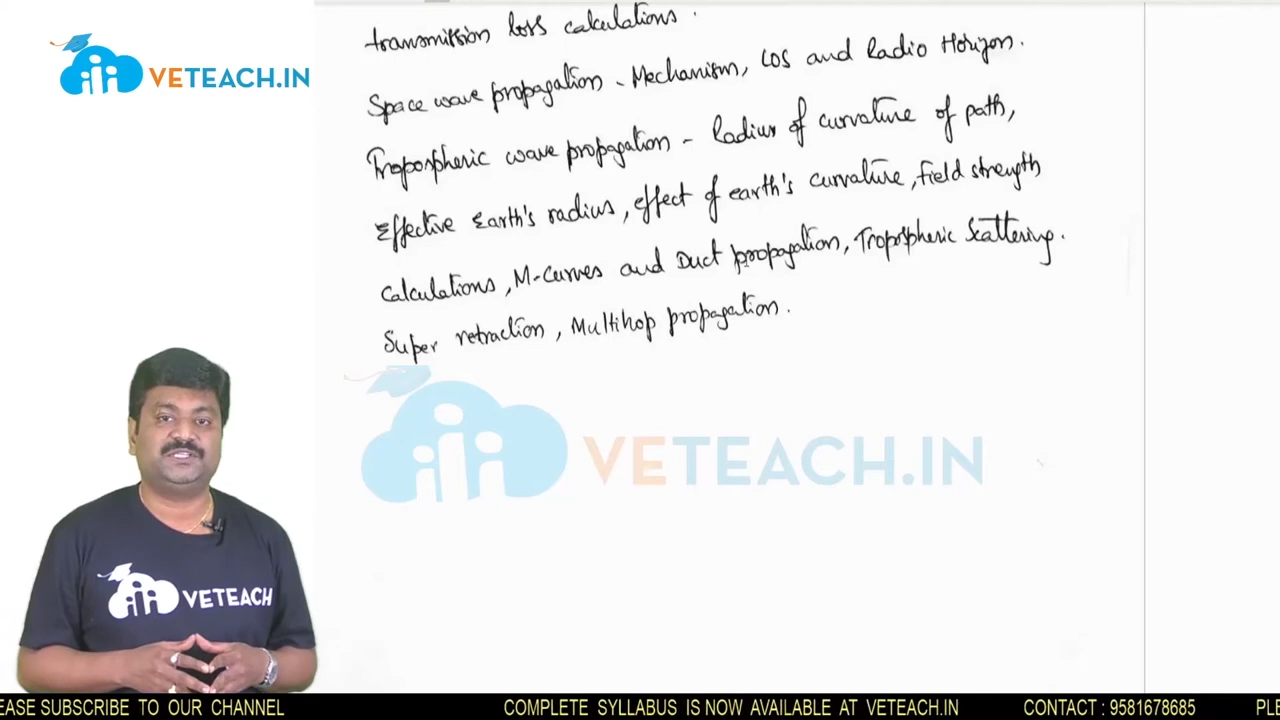 transmission loss calculations.
VETEACH.IN
Space wave propagation - Mechanism, LOS and Radio Horizon.
Tropospheric wave propagation - Radius of curvature of path,
Effective Earth's radius, effect of earth's curvature, field strength
calculations, M-curves and Duct propagation, Tropospheric Scattering.
Super retraction, Multihop propagation.
VETEACH.IN
VETEACH
EASE SUBSCRIBE TO OUR CHANNEL COMPLETE SYLLABUS IS NOW AVAILABLE AT VETEACH.IN CONTACT : 9581678685 PLE